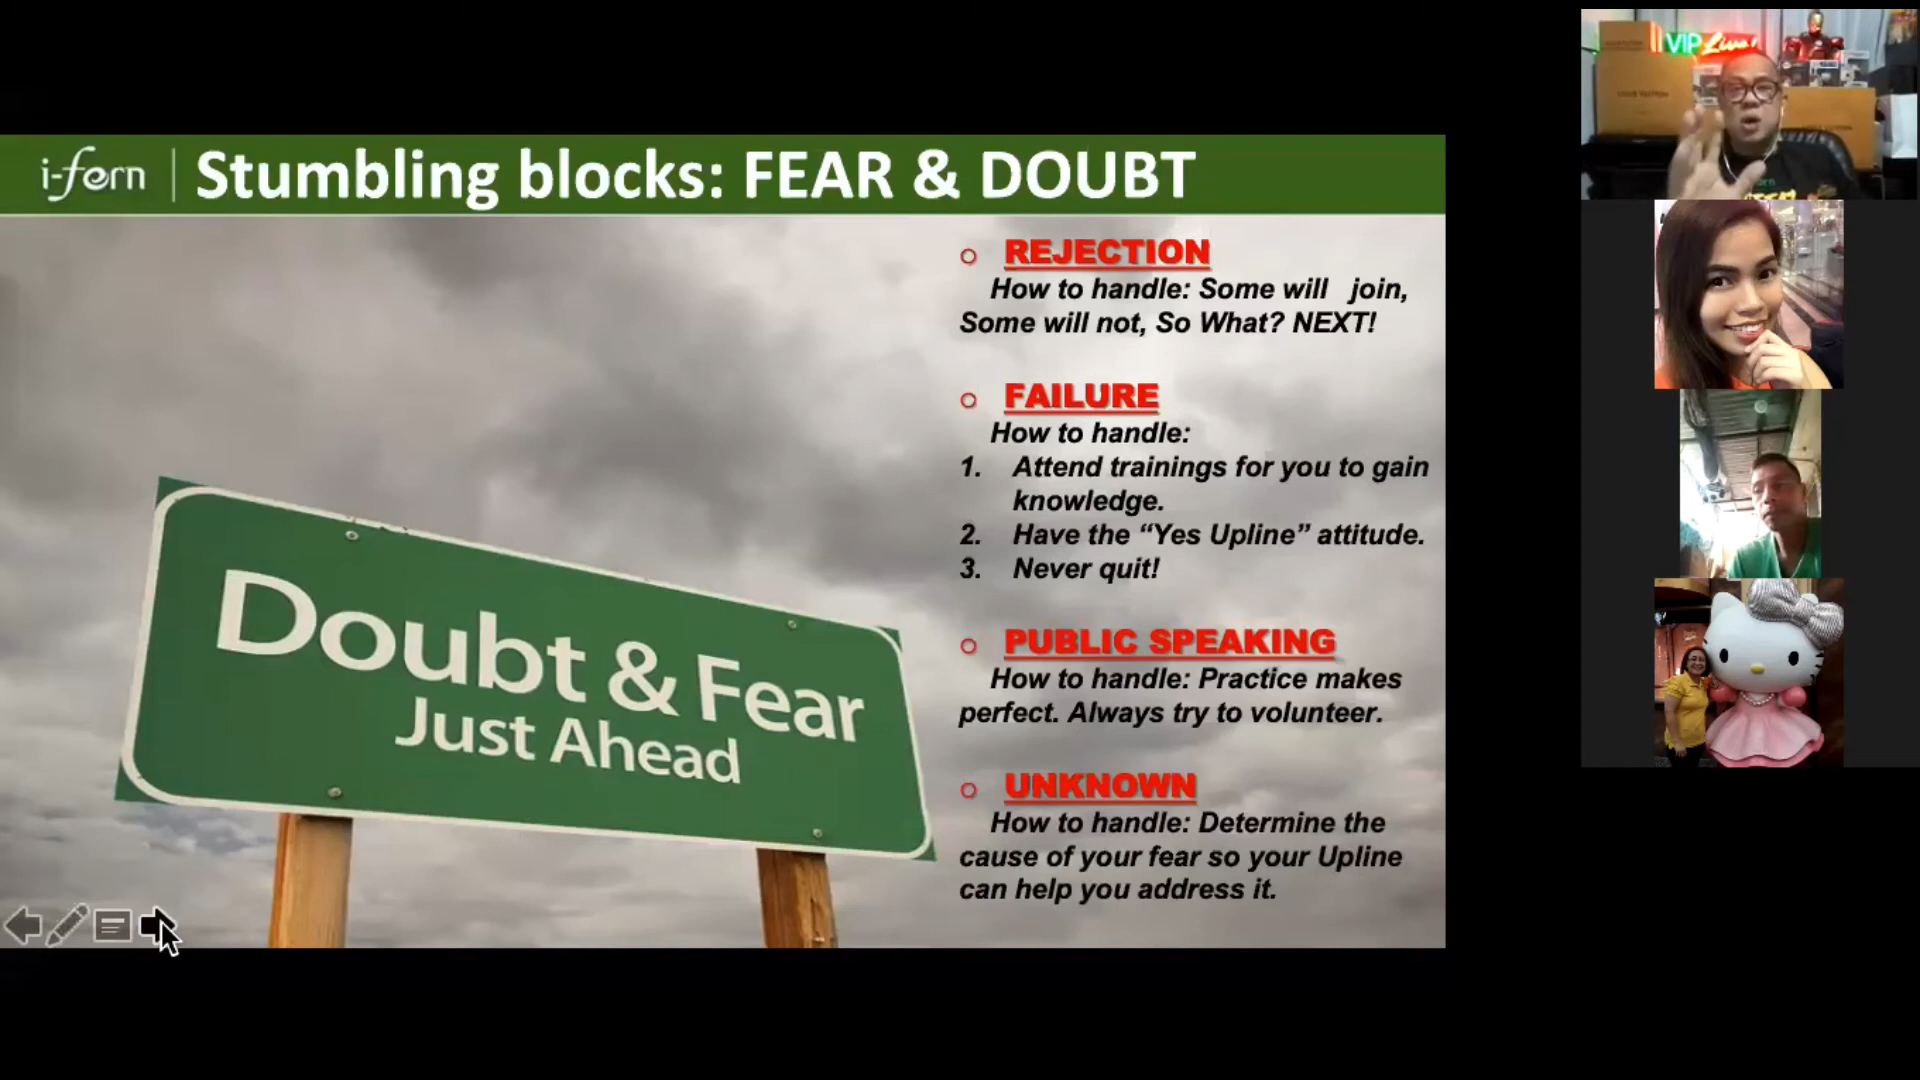 i-fern
Stumbling blocks: FEAR & DOUBT
REJECTION
How to handle: Some will join,
Some will not, So What? NEXT!
FAILURE
How to handle:
1. Attend trainings for you to gain
knowledge.
2. Have the “Yes Upline” attitude.
3. Never quit!
PUBLIC SPEAKING
How to handle: Practice makes
perfect. Always try to volunteer.
UNKNOWN
How to handle: Determine the
cause of your fear so your Upline
can help you address it.
Doubt & Fear
Just Ahead
VIP Live!
LOUIS VUITTON